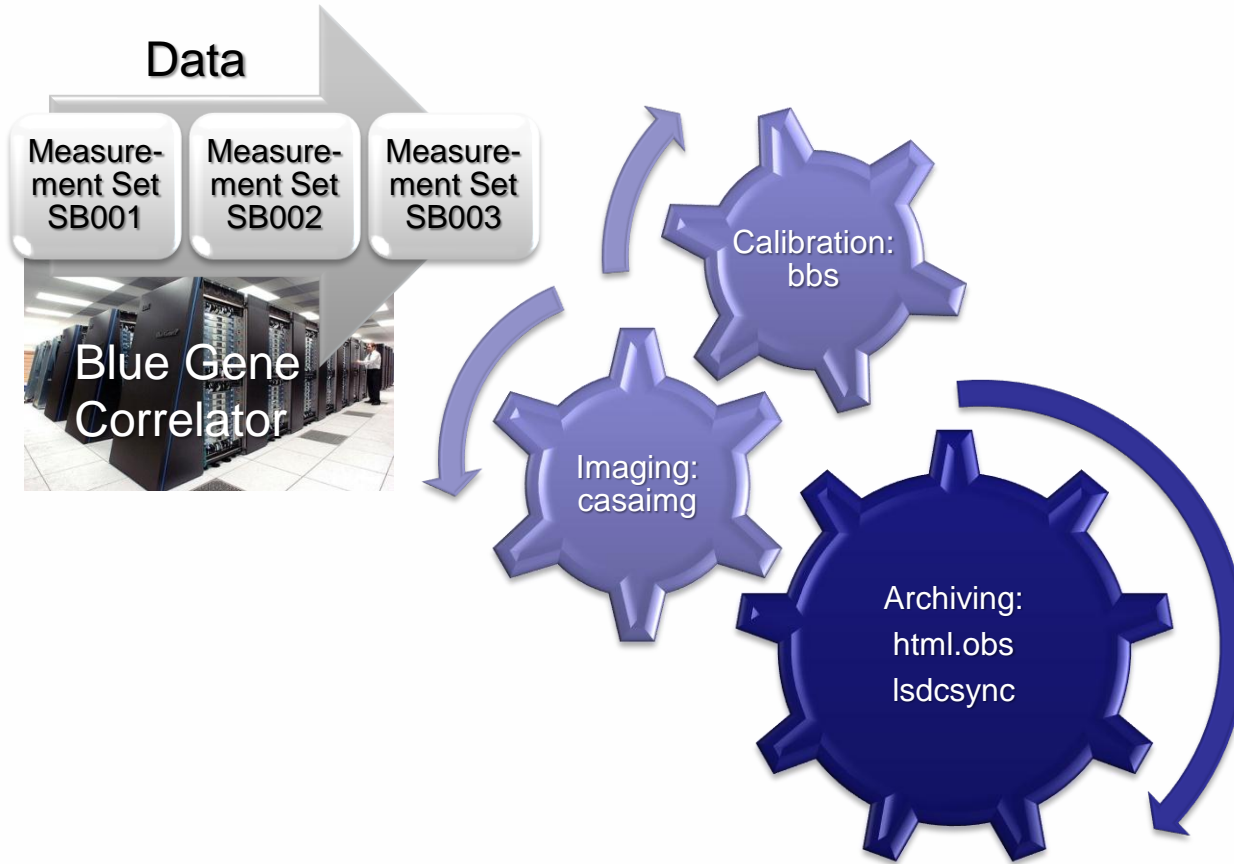 Data
Measure-
ment Set
SB001
Measure-
ment Set
SB002
Measure-
ment Set
SB003
Blue Gene
Correlator
Calibration:
bbs
Imaging:
casaimg
Archiving:
html.obs
lsdcsync